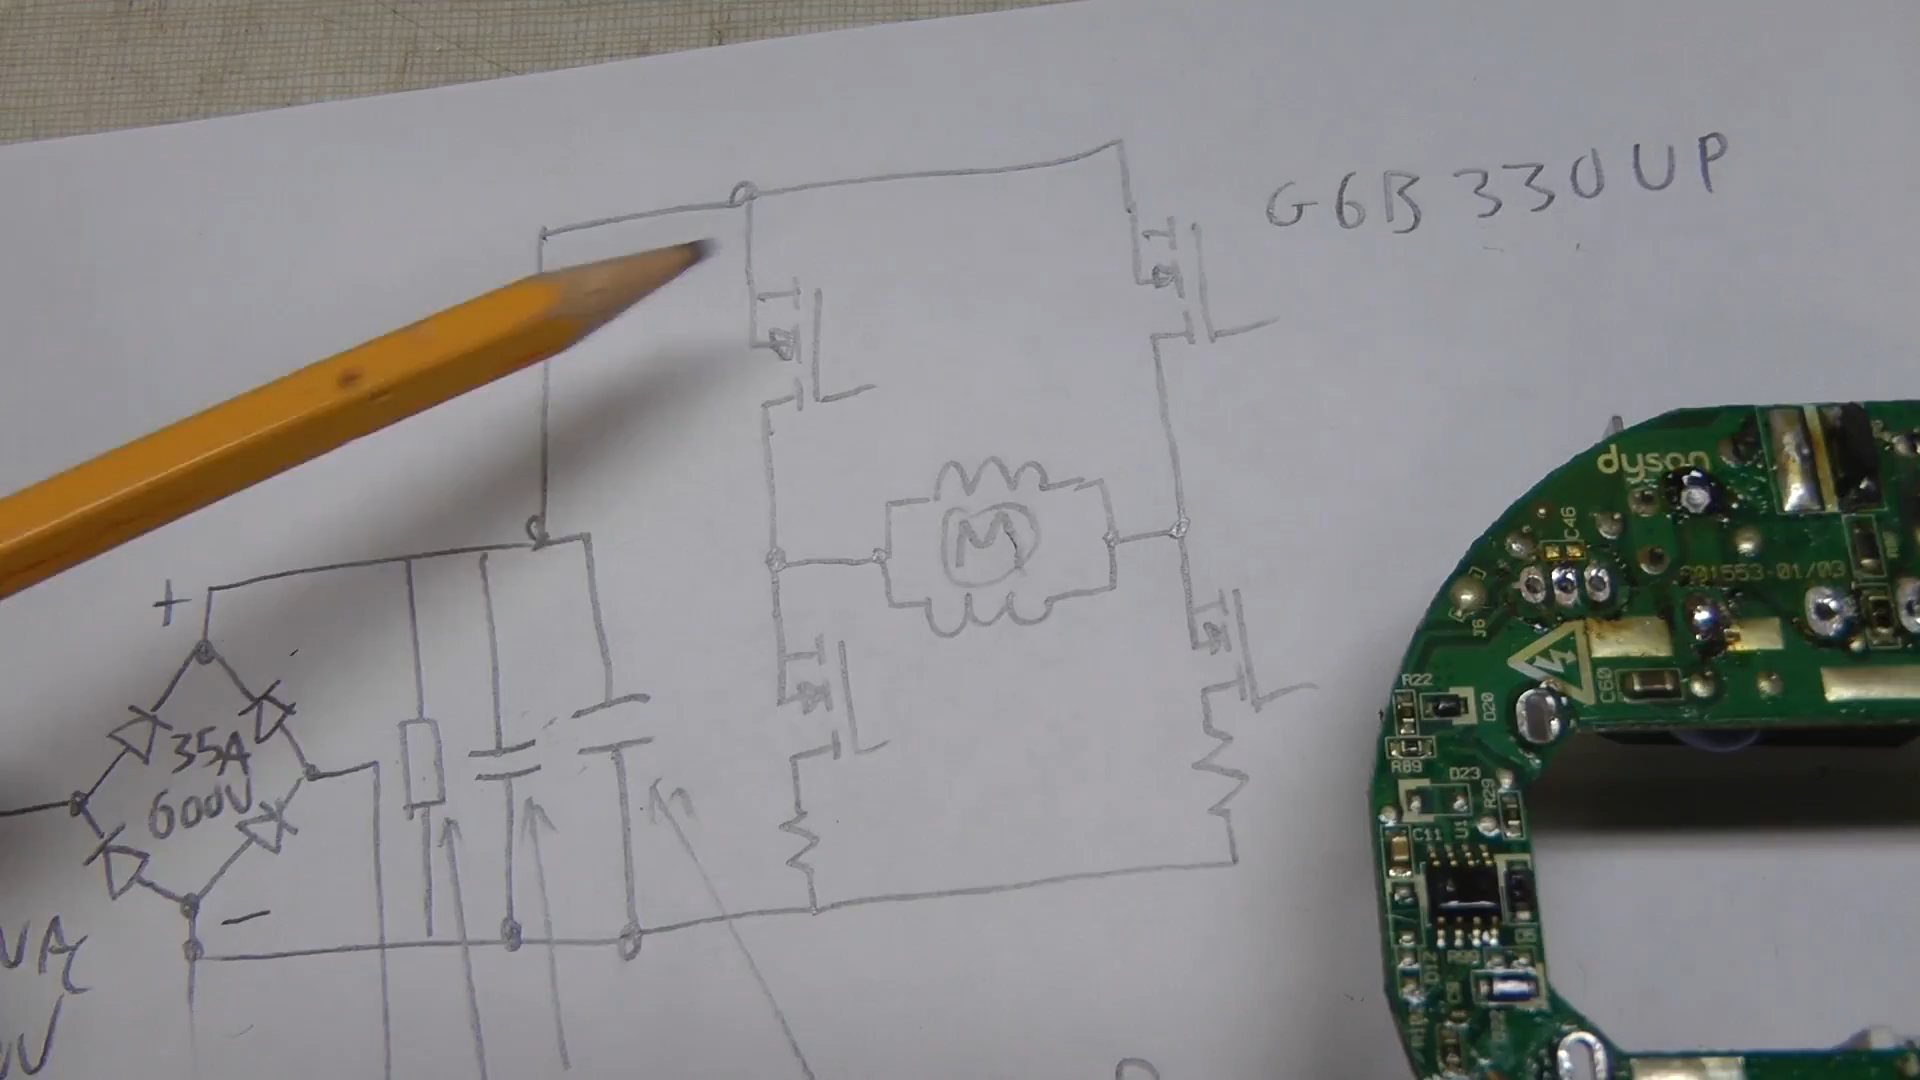 G6B330UP
+
M
35A
600V
-
dyson
C46
J6
C60
R22
D20
R89
D23
R29
C11
U1